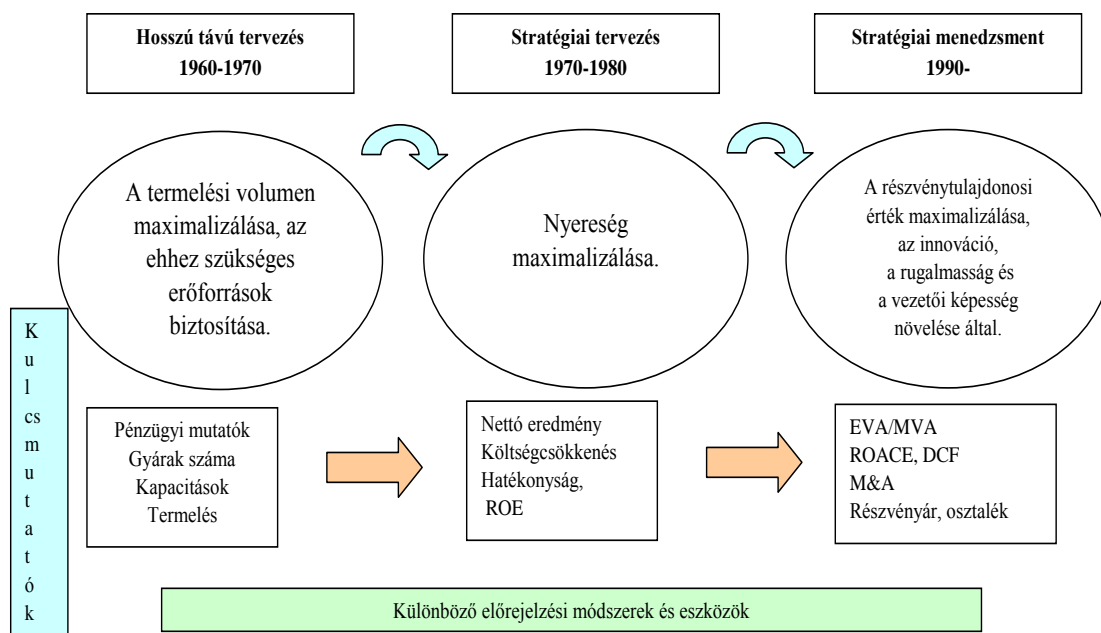 Hosszú távú tervezés
1960-1970
Stratégiai tervezés
1970-1980
Stratégiai menedzsment
1990-
A termelési volumen
maximalizálása, az
ehhez szükséges
erőforrások
biztosítása.
Nyereség
maximalizálása.
A részvénytulajdonosi
érték maximalizálása,
az innováció,
a rugalmasság és
a vezetői képesség
növelése által.
K
u
l
cs
m
u
t
a
t
ó
k
Pénzügyi mutatók
Gyárak száma
Kapacitások
Termelés
Nettó eredmény
Költségcsökkenés
Hatékonyság,
ROE
EVA/MVA
ROACE, DCF
M&A
Részvényár, osztalék
Különböző előrejelzési módszerek és eszközök